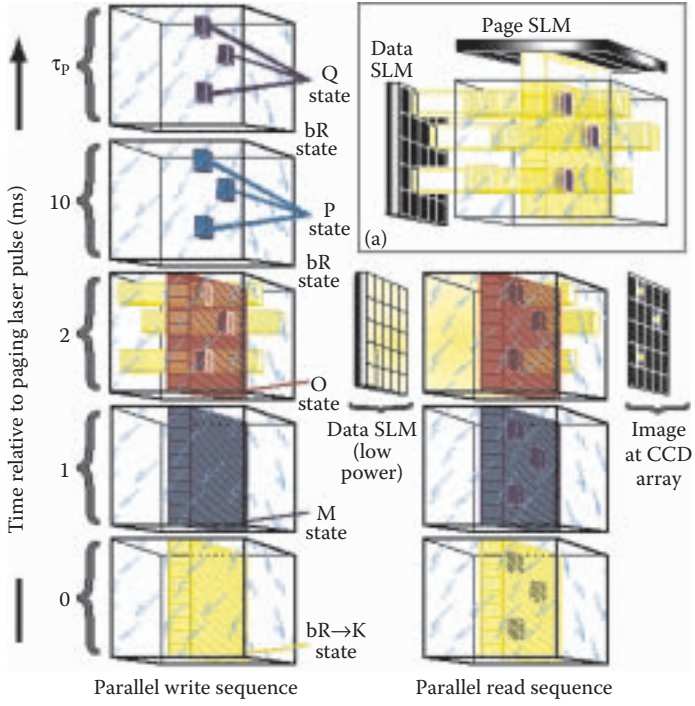 Page SLM
Data
SLM
(a)
τP
Q
state
bR
state
10
P
state
bR
state
2
O
state
Data SLM
(low
power)
Image
at CCD
array
1
M
state
0
bR→K
state
Time relative to paging laser pulse (ms)
Parallel write sequence
Parallel read sequence